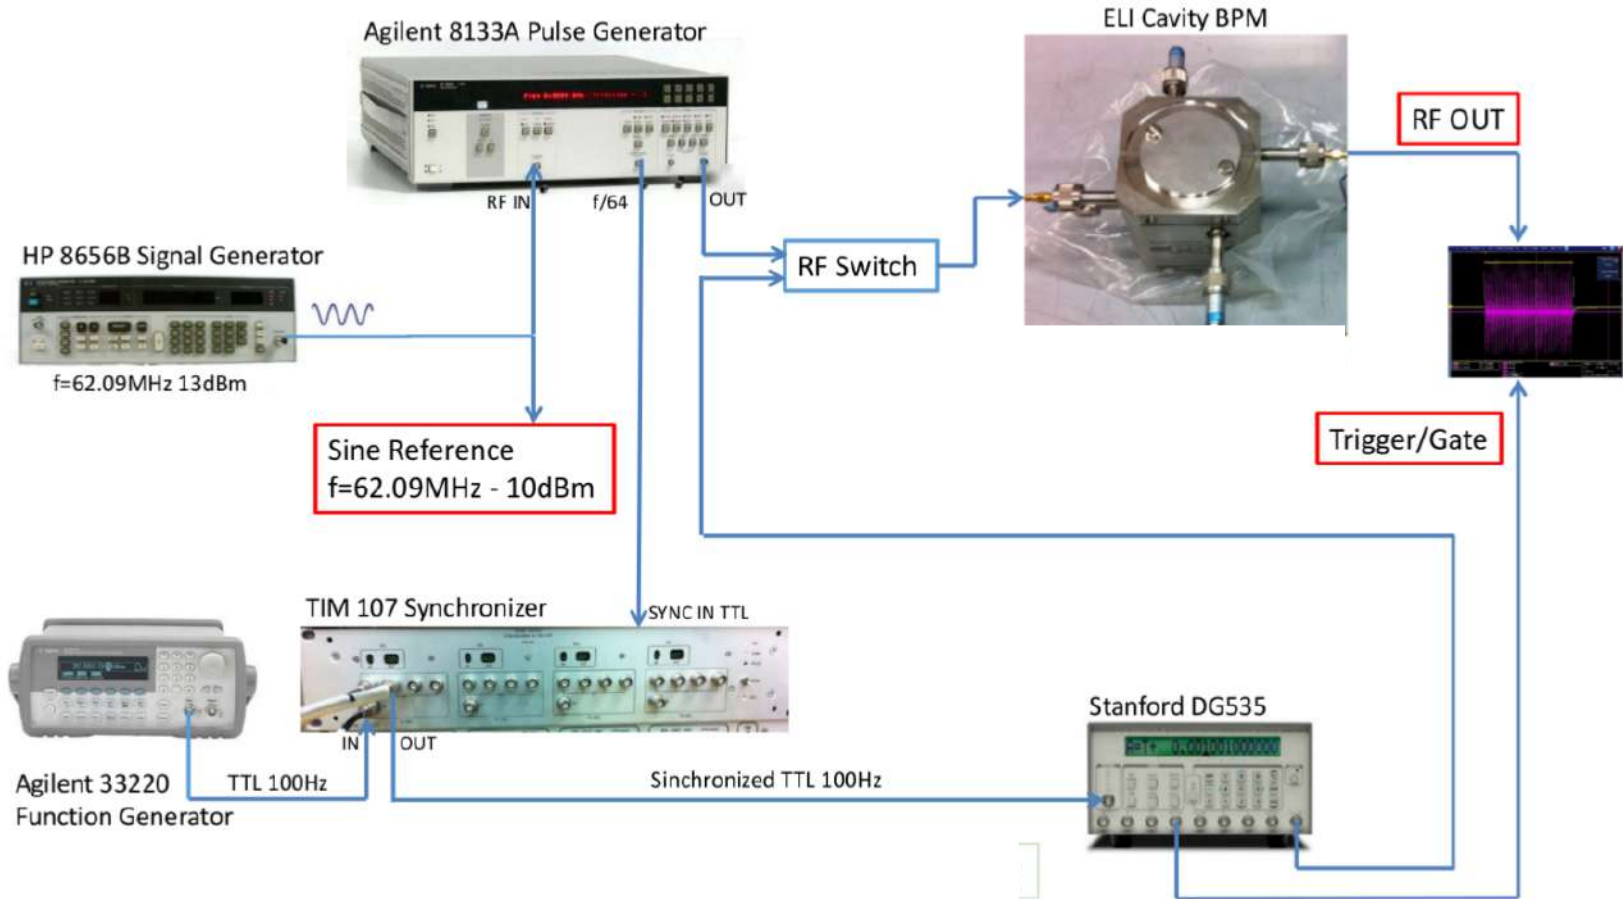 Agilent 8133A Pulse Generator
ELI Cavity BPM
RF OUT
RF IN
f/64
OUT
HP 8656B Signal Generator
RF Switch
f=62.09MHz 13dBm
Trigger/Gate
Sine Reference
f=62.09MHz - 10dBm
TIM 107 Synchronizer
SYNC IN TTL
Stanford DG535
IN
OUT
Agilent 33220
Function Generator
TTL 100Hz
Sinchronized TTL 100Hz